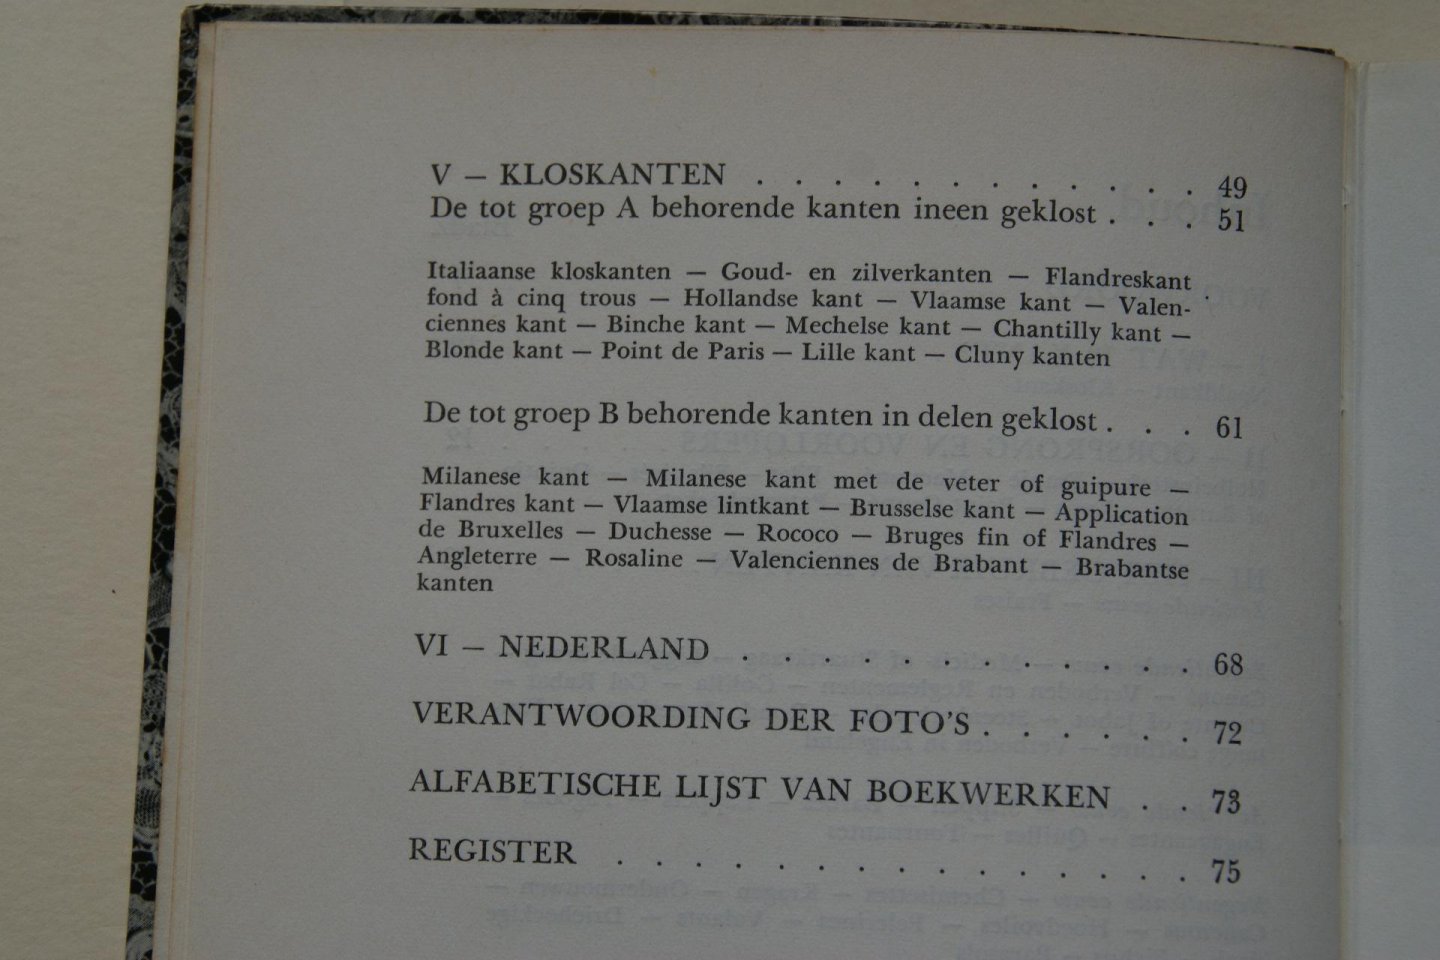 V — KLOSKANTEN . . . . . . . . . . . . 49
De tot groep A behorende kanten ineen geklost . . . 51
Italiaanse kloskanten — Goud- en zilverkanten — Flandreskant
fond à cinq trous — Hollandse kant — Vlaamse kant — Valen-
ciennes kant — Binche kant — Mechelse kant — Chantilly kant —
Blonde kant — Point de Paris — Lille kant — Cluny kanten
De tot groep B behorende kanten in delen geklost . . . 61
Milanese kant — Milanese kant met de veter of guipure —
Flandres kant — Vlaamse lintkant — Brusselse kant — Application
de Bruxelles — Duchesse — Rococo — Bruges fin of Flandres —
Angleterre — Rosaline — Valenciennes de Brabant — Brabantse
kanten
VI — NEDERLAND . . . . . . . . . . . . 68
VERANTWOORDING DER FOTO'S . . . . . . 72
ALFABETISCHE LIJST VAN BOEKWERKEN . . 73
REGISTER . . . . . . . . . . . . . . . 75